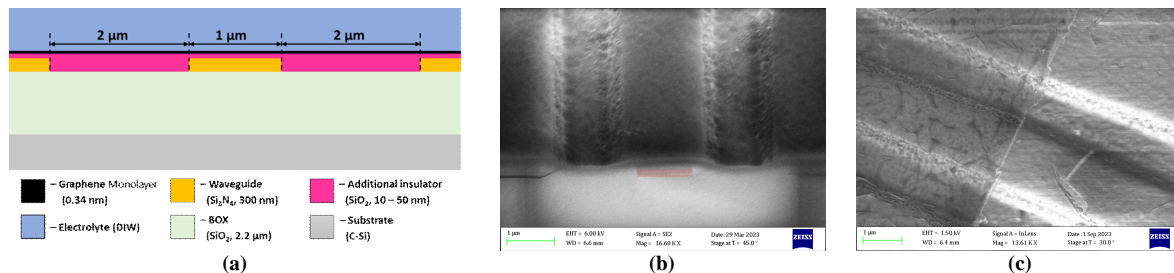 2 µm
1 µm
2 µm
– Graphene Monolayer
(0.34 nm)
– Waveguide
(Si₂N₄, 300 nm)
– Additional insulator
(SiO₂, 10 – 50 nm)
– Electrolyte (DIW)
– BOX
(SiO₂, 2.2 µm)
– Substrate
(C-Si)
(a)
1 µm
EHT = 6.00 kV
WD = 6.6 mm
Signal A = SE2
Mag = 16.68 K X
Date :29 Mar 2023
Stage at T = 45.0°
ZEISS
(b)
1 µm
EHT = 1.50 kV
WD = 6.4 mm
Signal A = InLens
Mag = 13.61 K X
Date :1 Sep 2023
Stage at T = 30.0°
ZEISS
(c)